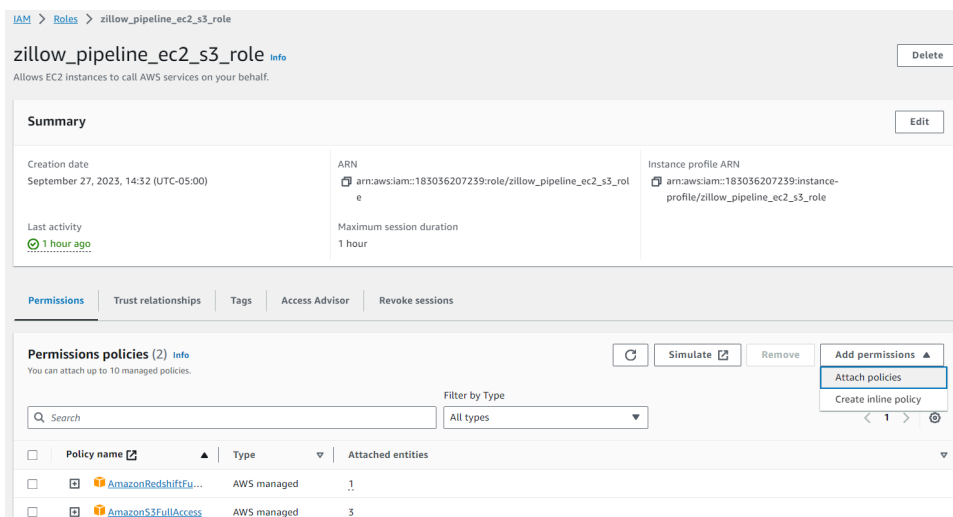 IAM > Roles > zillow_pipeline_ec2_s3_role
zillow_pipeline_ec2_s3_role Info
Delete
Allows EC2 instances to call AWS services on your behalf.
Summary
Edit
Creation date
September 27, 2023, 14:32 (UTC-05:00)
ARN
arn:aws:iam::183036207239:role/zillow_pipeline_ec2_s3_rol
e
Instance profile ARN
arn:aws:iam::183036207239:instance-
profile/zillow_pipeline_ec2_s3_role
Last activity
1 hour ago
Maximum session duration
1 hour
Permissions
Trust relationships
Tags
Access Advisor
Revoke sessions
Permissions policies (2) Info
You can attach up to 10 managed policies.
Simulate
Remove
Add permissions
Attach policies
Create inline policy
Filter by Type
Search
All types
< 1 >
Policy name
Type
Attached entities
AmazonRedshiftFu... AWS managed 1
AmazonS3FullAccess AWS managed 3